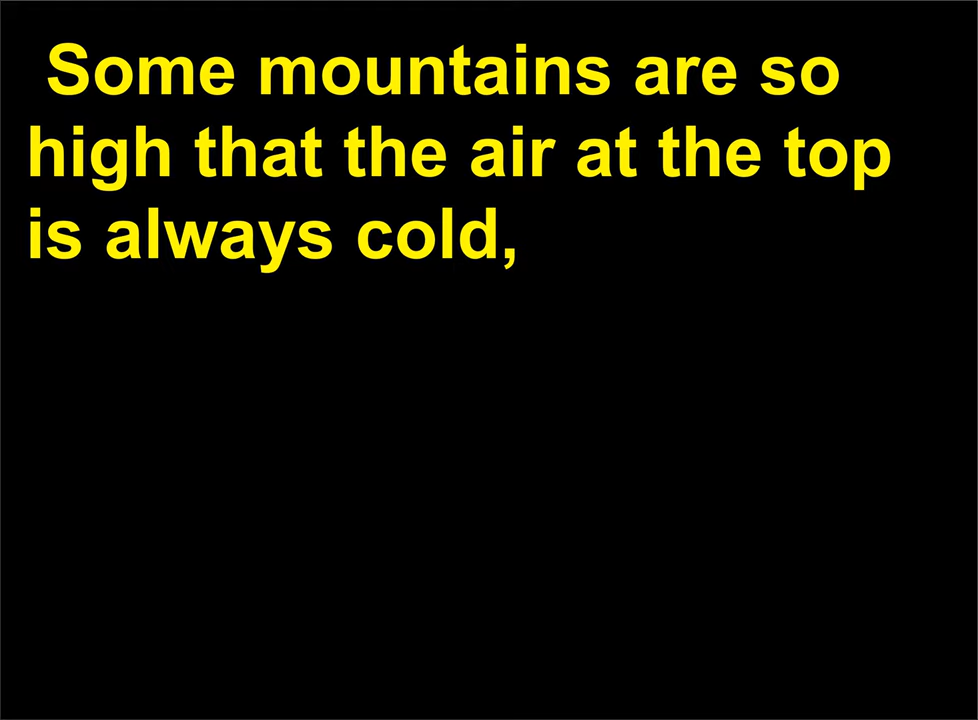 Some mountains are so
high that the air at the top
is always cold,